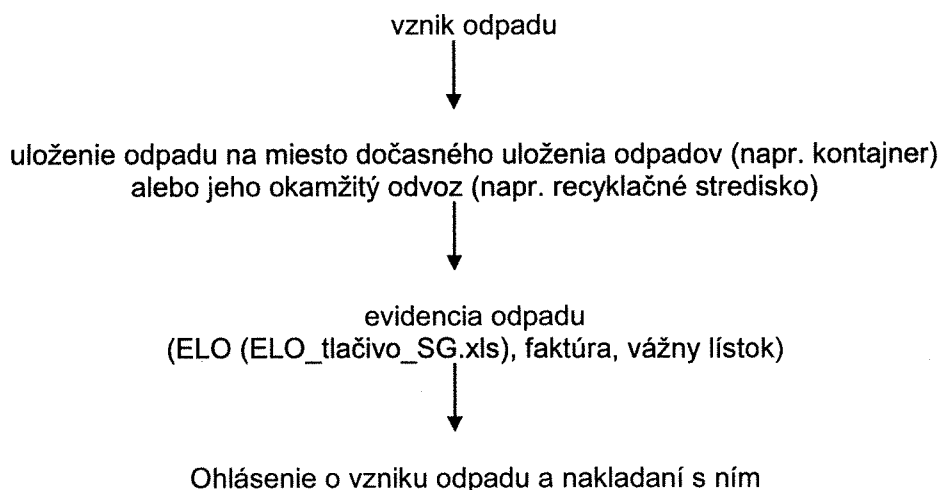 vznik odpadu
uloženie odpadu na miesto dočasného uloženia odpadov (napr. kontajner)
alebo jeho okamžitý odvoz (napr. recyklačné stredisko)
evidencia odpadu
(ELO (ELO_tlačivo_SG.xls), faktúra, vážny lístok)
Ohlásenie o vzniku odpadu a nakladaní s ním